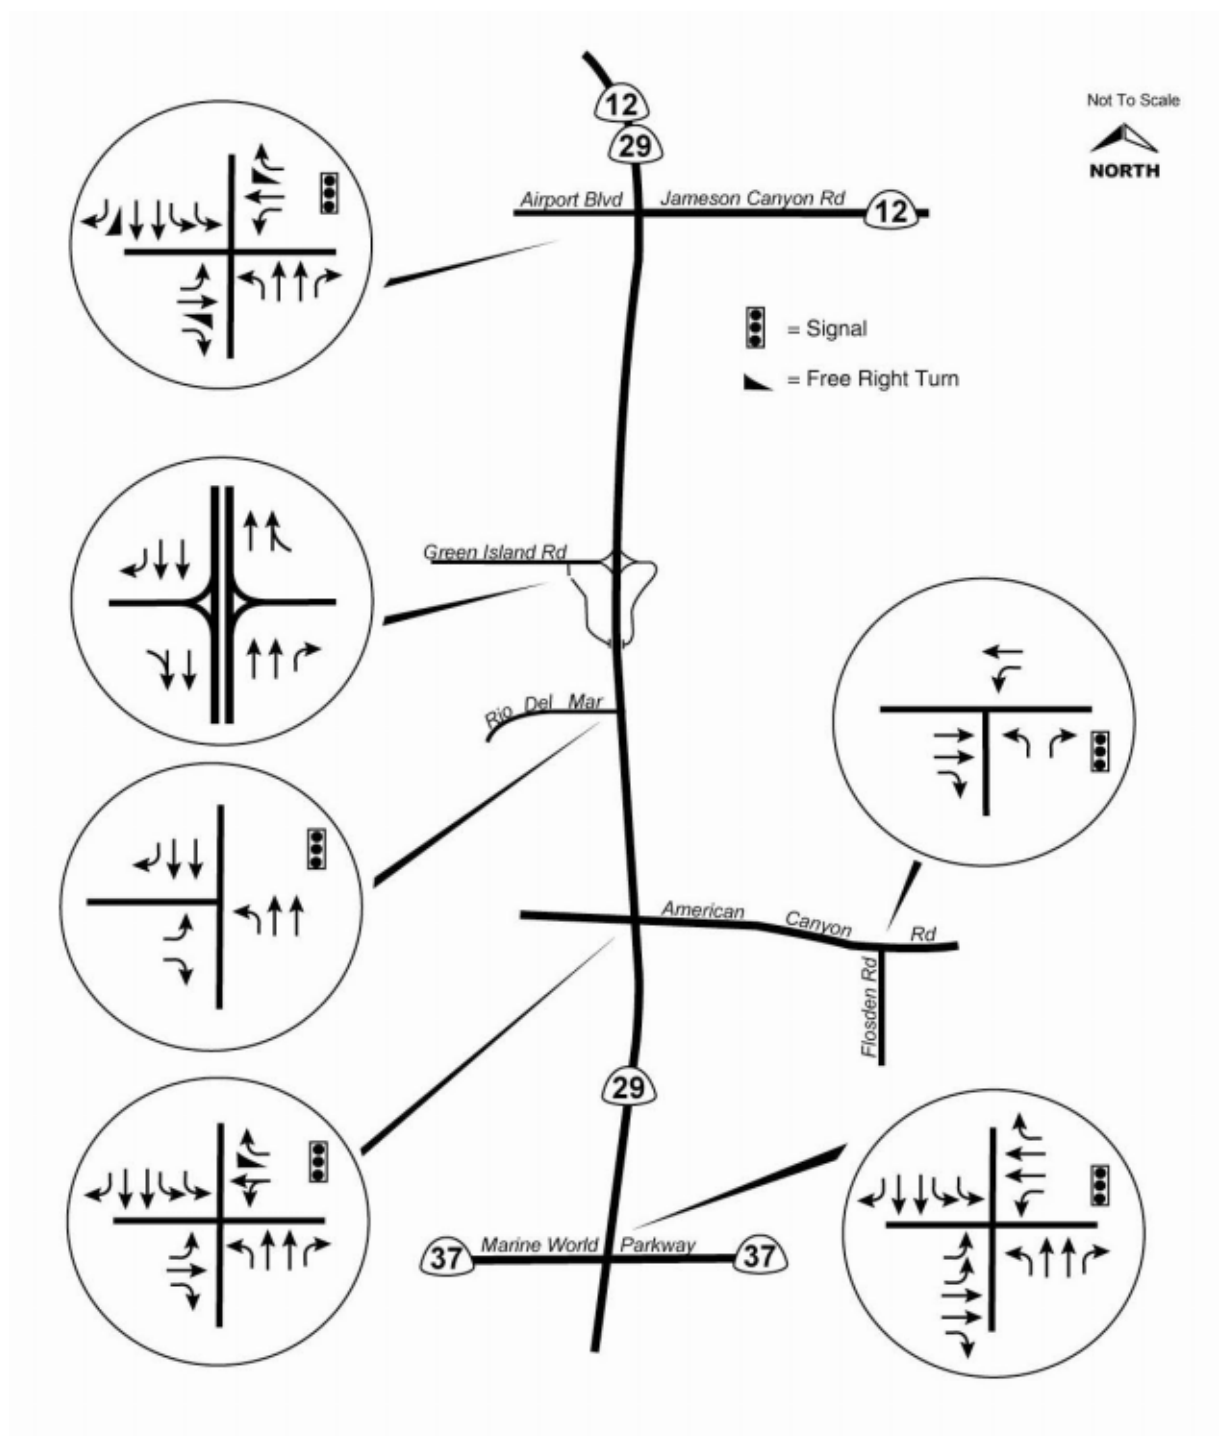 12
Not To Scale
29
NORTH
Airport Blvd
Jameson Canyon Rd
12
= Signal
= Free Right Turn
Green Island Rd
Rio Del Mar
American Canyon Rd
Flosden Rd
29
37
Marine World Parkway
37